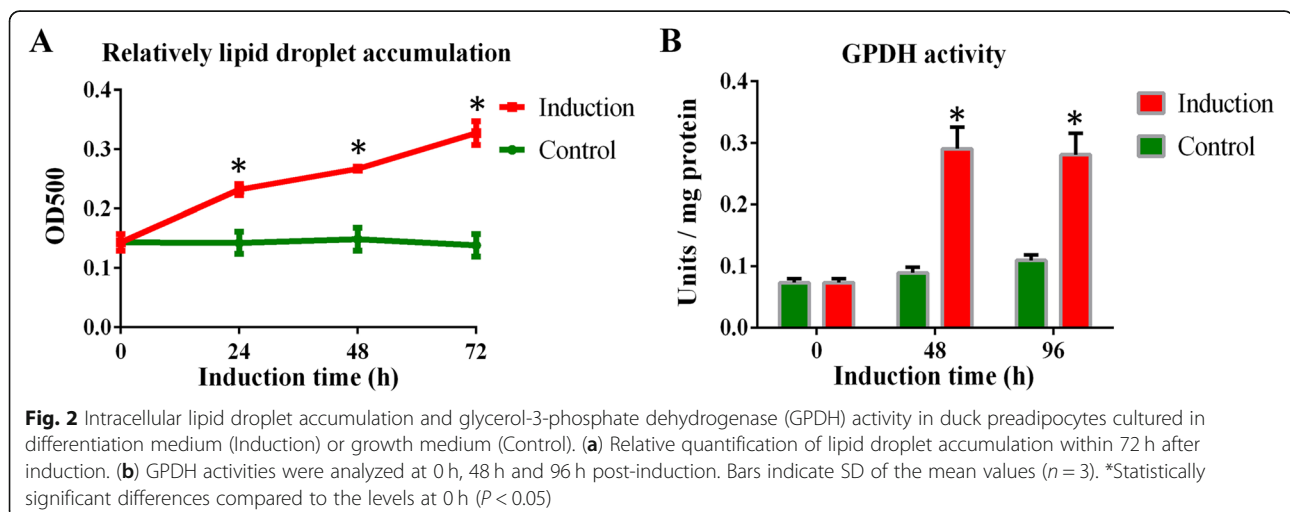 A
Relatively lipid droplet accumulation
0.4
0.3
0.2
0.1
0.0
OD500
*
*
*
Induction
Control
0
24
48
72
Induction time (h)
B
GPDH activity
0.4
0.3
0.2
0.1
0.0
Units / mg protein
*
*
Induction
Control
0
48
96
Induction time (h)
Fig. 2 Intracellular lipid droplet accumulation and glycerol-3-phosphate dehydrogenase (GPDH) activity in duck preadipocytes cultured in
differentiation medium (Induction) or growth medium (Control). (a) Relative quantification of lipid droplet accumulation within 72 h after
induction. (b) GPDH activities were analyzed at 0 h, 48 h and 96 h post-induction. Bars indicate SD of the mean values (n = 3). *Statistically
significant differences compared to the levels at 0 h (P < 0.05)